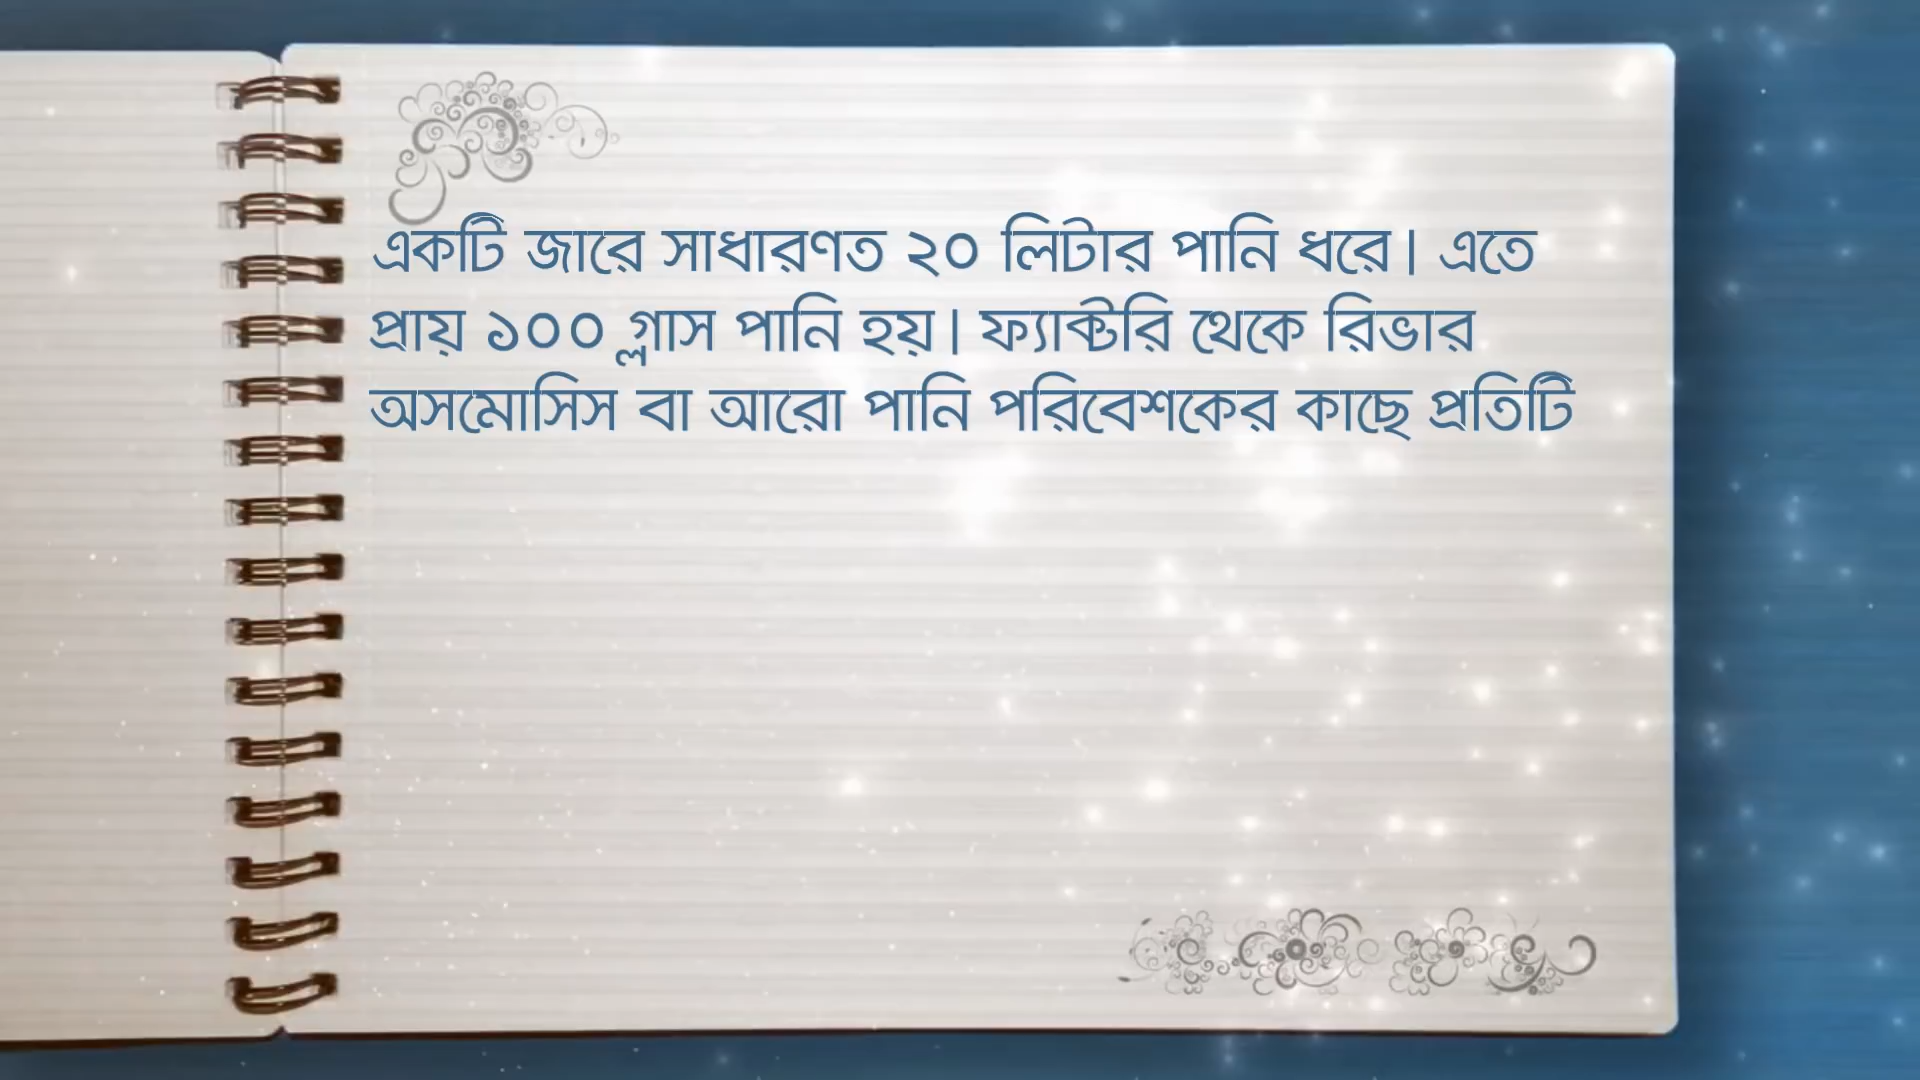 একটি জারে সাধারণত ২০ লিটার পানি ধরে। এতে
প্রায় ১০০ গ্লাস পানি হয়। ফ্যাক্টরি থেকে রিভার
অসমোসিস বা আরো পানি পরিবেশকের কাছে প্রতিটি